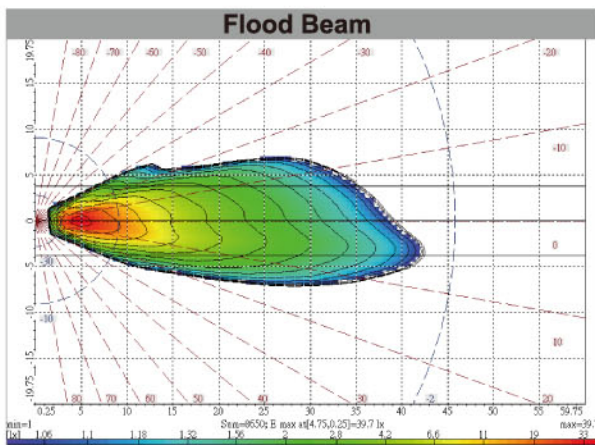 Flood Beam
19.75 -80 -70 -60 -50 -40 -30 -20
15
10 -10
5
0 0
-5
-30
-10 -10 10
-15
-19.75 80 70 60 50 40 30 -2 20
0.25 5 10 15 20 25 30 35 40 45 50 55 59.75
min=1 Sum=8650; E max at[4.75,0.25]=39.7 lx max=39.7
[lx] 1.06 1.1 1.18 1.32 1.56 2 2.8 4.2 6.6 11 19 33